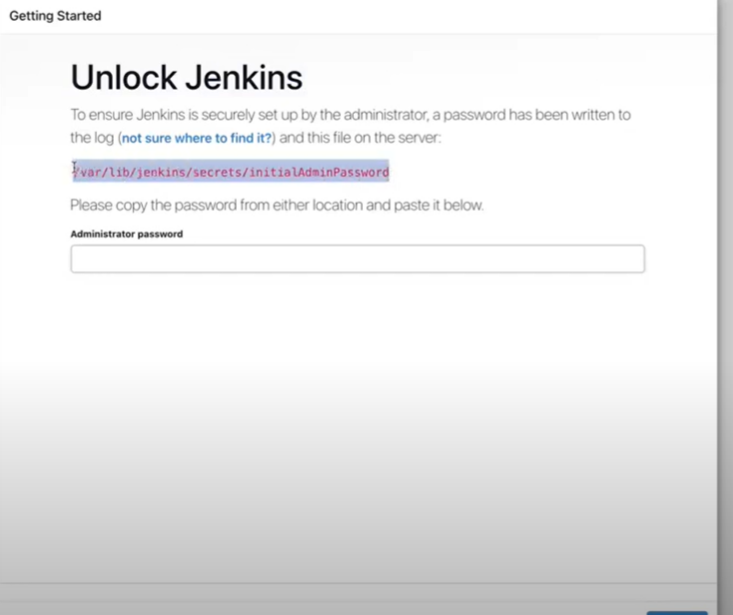 Getting Started
Unlock Jenkins
To ensure Jenkins is securely set up by the administrator, a password has been written to
the log (not sure where to find it?) and this file on the server:
/var/lib/jenkins/secrets/initialAdminPassword
Please copy the password from either location and paste it below.
Administrator password